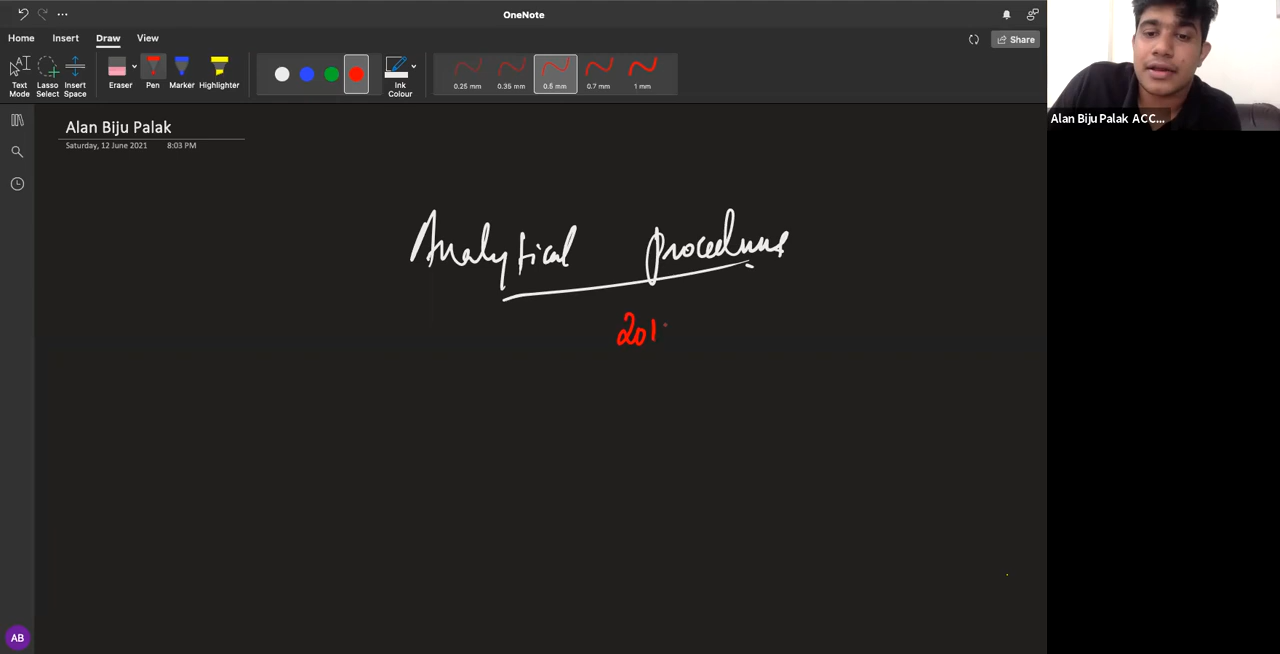 OneNote
Home Insert Draw View
Share
Text Mode
Lasso Select
Insert Space
Eraser
Pen
Marker
Highlighter
Ink Colour
0.25 mm
0.35 mm
0.5 mm
0.7 mm
1 mm
Alan Biju Palak ACC...
Alan Biju Palak
Saturday, 12 June 2021 8:03 PM
Analytical procedure
201
AB